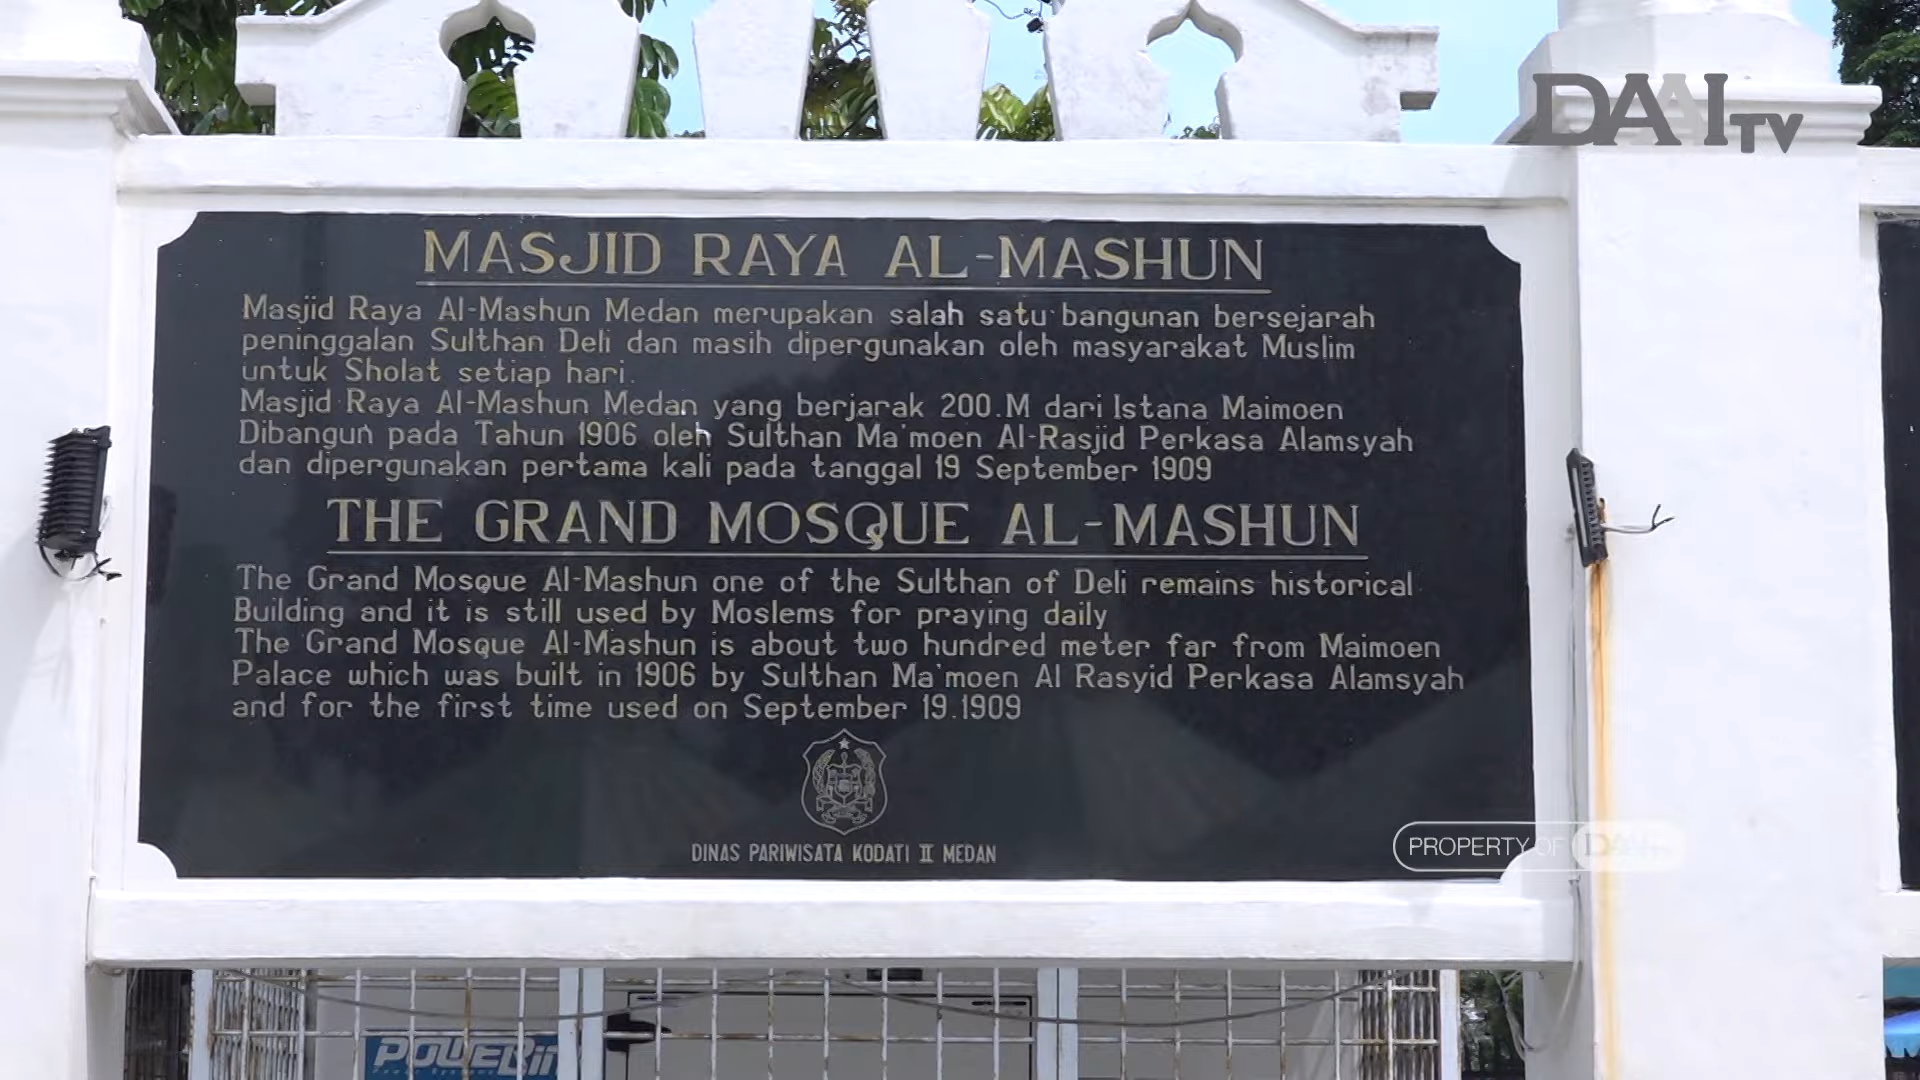 DAAI TV
MASJID RAYA AL-MASHUN
Masjid Raya Al-Mashun Medan merupakan salah satu bangunan bersejarah
peninggalan Sulthan Deli dan masih dipergunakan oleh masyarakat Muslim
untuk Sholat setiap hari.
Masjid Raya Al-Mashun Medan yang berjarak 200.M dari Istana Maimoen
Dibangun pada Tahun 1906 oleh Sulthan Ma'moen Al-Rasjid Perkasa Alamsyah
dan dipergunakan pertama kali pada tanggal 19 September 1909
THE GRAND MOSQUE AL-MASHUN
The Grand Mosque Al-Mashun one of the Sulthan of Deli remains historical
Building and it is still used by Moslems for praying daily
The Grand Mosque Al-Mashun is about two hundred meter far from Maimoen
Palace which was built in 1906 by Sulthan Ma'moen Al Rasyid Perkasa Alamsyah
and for the first time used on September 19.1909
DINAS PARIWISATA KODATI II MEDAN
PROPERTY OF DAAI